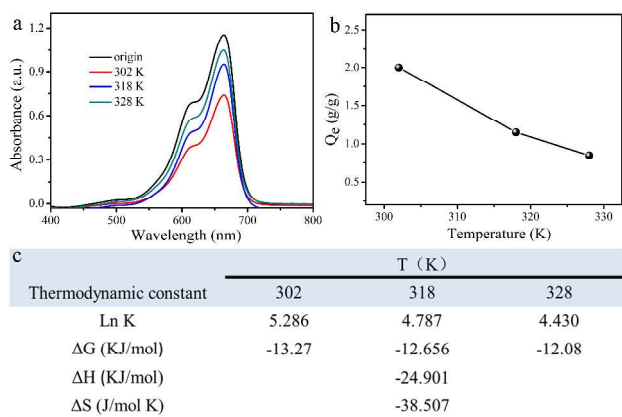 a
1.2
0.9
0.6
0.3
0.0
Absorbance (a.u.)
origin
302 K
318 K
328 K
400 500 600 700 800
Wavelength (nm)
b
2.5
2.0
1.5
1.0
0.5
Qe (g/g)
300 310 320 330
Temperature (K)
c
T（K）
Thermodynamic constant 302 318 328
Ln K 5.286 4.787 4.430
ΔG (KJ/mol) -13.27 -12.656 -12.08
ΔH (KJ/mol) -24.901
ΔS (J/mol K) -38.507